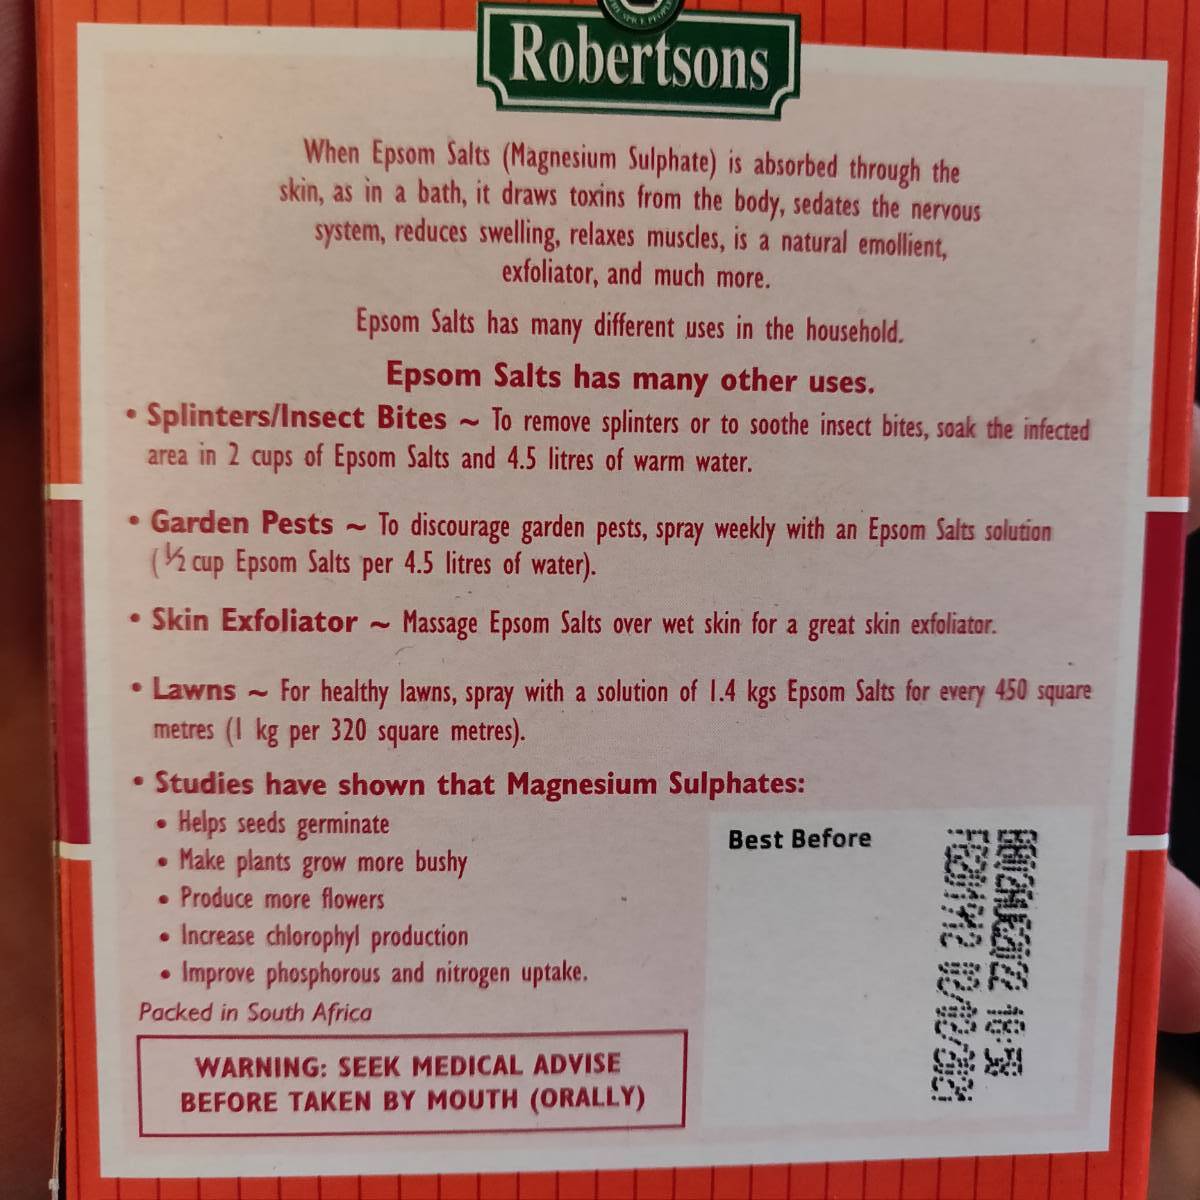 THE SPICE PEOPLE
Robertsons
When Epsom Salts (Magnesium Sulphate) is absorbed through the
skin, as in a bath, it draws toxins from the body, sedates the nervous
system, reduces swelling, relaxes muscles, is a natural emollient,
exfoliator, and much more.
Epsom Salts has many different uses in the household.
Epsom Salts has many other uses.
• Splinters/Insect Bites ~ To remove splinters or to soothe insect bites, soak the infected
area in 2 cups of Epsom Salts and 4.5 litres of warm water.
• Garden Pests ~ To discourage garden pests, spray weekly with an Epsom Salts solution
(½ cup Epsom Salts per 4.5 litres of water).
• Skin Exfoliator ~ Massage Epsom Salts over wet skin for a great skin exfoliator.
• Lawns ~ For healthy lawns, spray with a solution of 1.4 kgs Epsom Salts for every 450 square
metres (1 kg per 320 square metres).
• Studies have shown that Magnesium Sulphates:
• Helps seeds germinate
• Make plants grow more bushy
• Produce more flowers
• Increase chlorophyl production
• Improve phosphorous and nitrogen uptake.
Packed in South Africa
WARNING: SEEK MEDICAL ADVISE
BEFORE TAKEN BY MOUTH (ORALLY)
Best Before